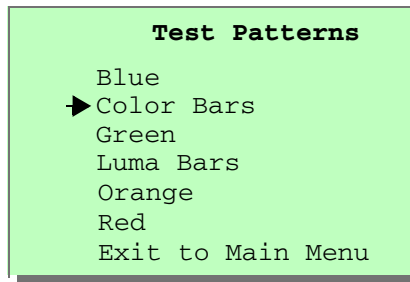 Test Patterns
Blue
Color Bars
Green
Luma Bars
Orange
Red
Exit to Main Menu